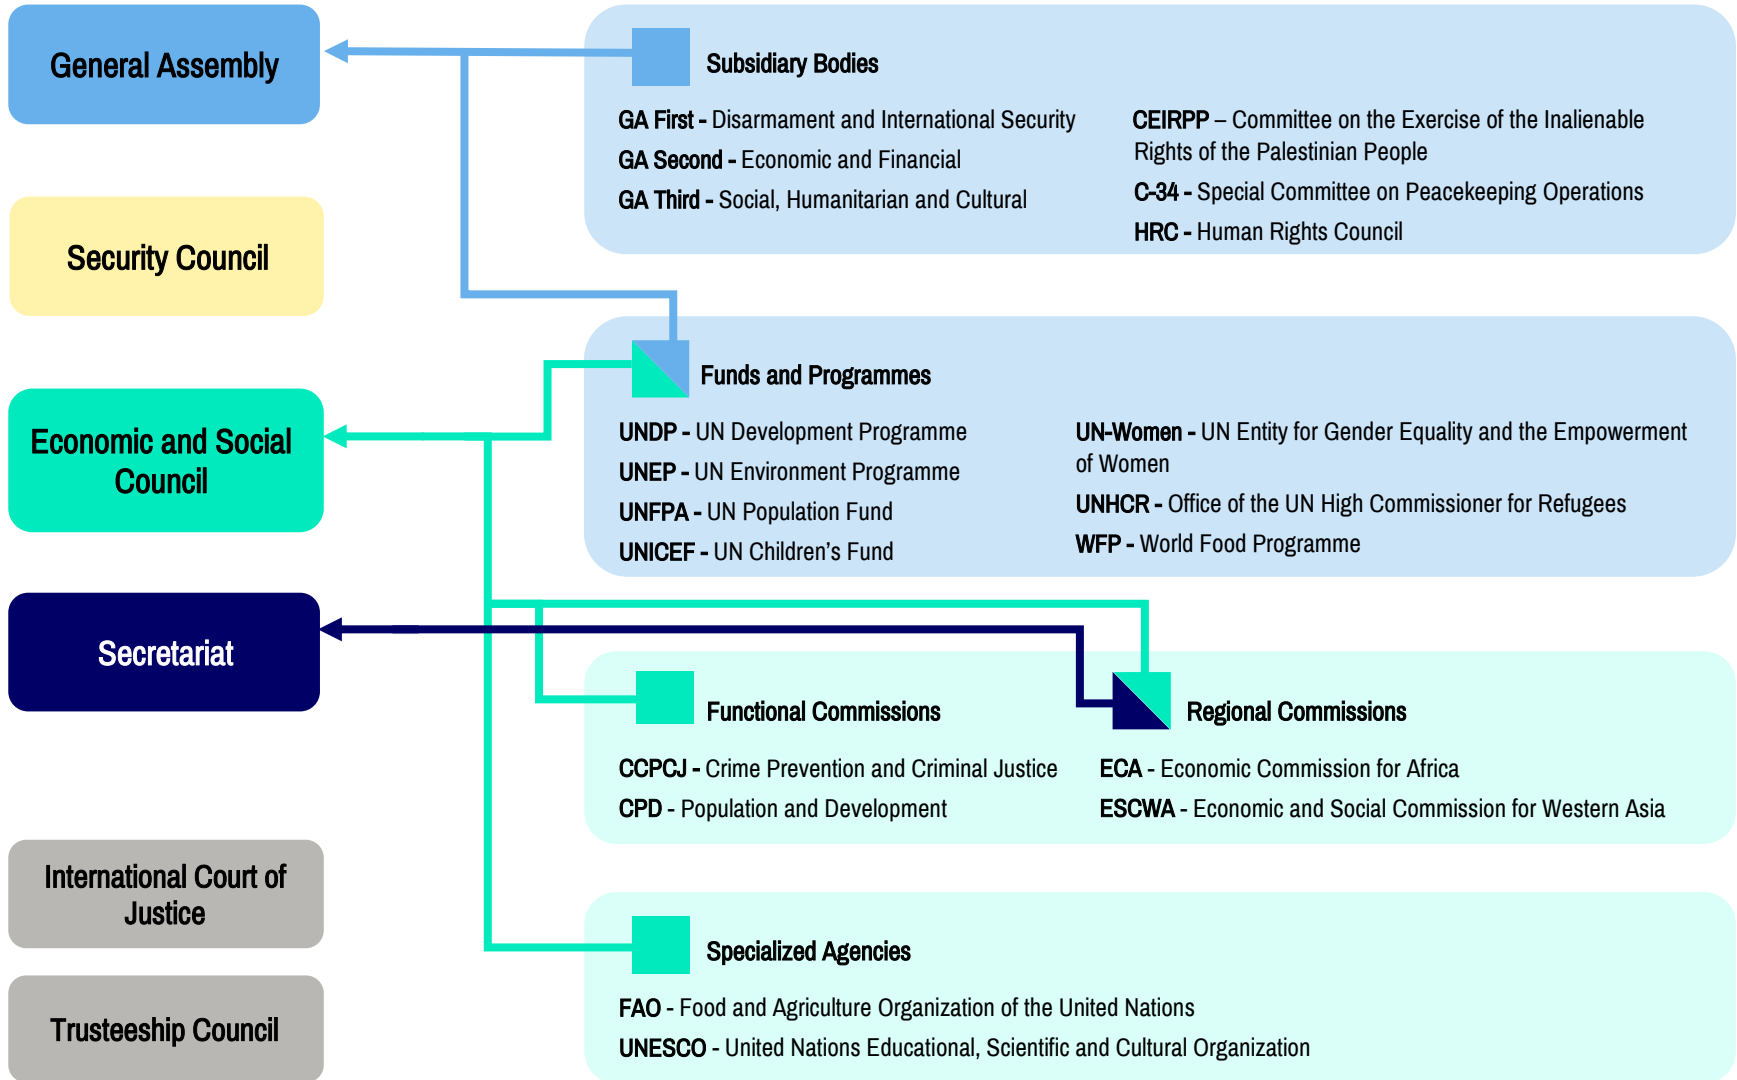 General Assembly
Security Council
Economic and Social
Council
Secretariat
International Court of
Justice
Trusteeship Council
Subsidiary Bodies
GA First - Disarmament and International Security
GA Second - Economic and Financial
GA Third - Social, Humanitarian and Cultural
CEIRPP – Committee on the Exercise of the Inalienable
Rights of the Palestinian People
C-34 - Special Committee on Peacekeeping Operations
HRC - Human Rights Council
Funds and Programmes
UNDP - UN Development Programme
UNEP - UN Environment Programme
UNFPA - UN Population Fund
UNICEF - UN Children’s Fund
UN-Women - UN Entity for Gender Equality and the Empowerment
of Women
UNHCR - Office of the UN High Commissioner for Refugees
WFP - World Food Programme
Functional Commissions
CCPCJ - Crime Prevention and Criminal Justice
CPD - Population and Development
Regional Commissions
ECA - Economic Commission for Africa
ESCWA - Economic and Social Commission for Western Asia
Specialized Agencies
FAO - Food and Agriculture Organization of the United Nations
UNESCO - United Nations Educational, Scientific and Cultural Organization